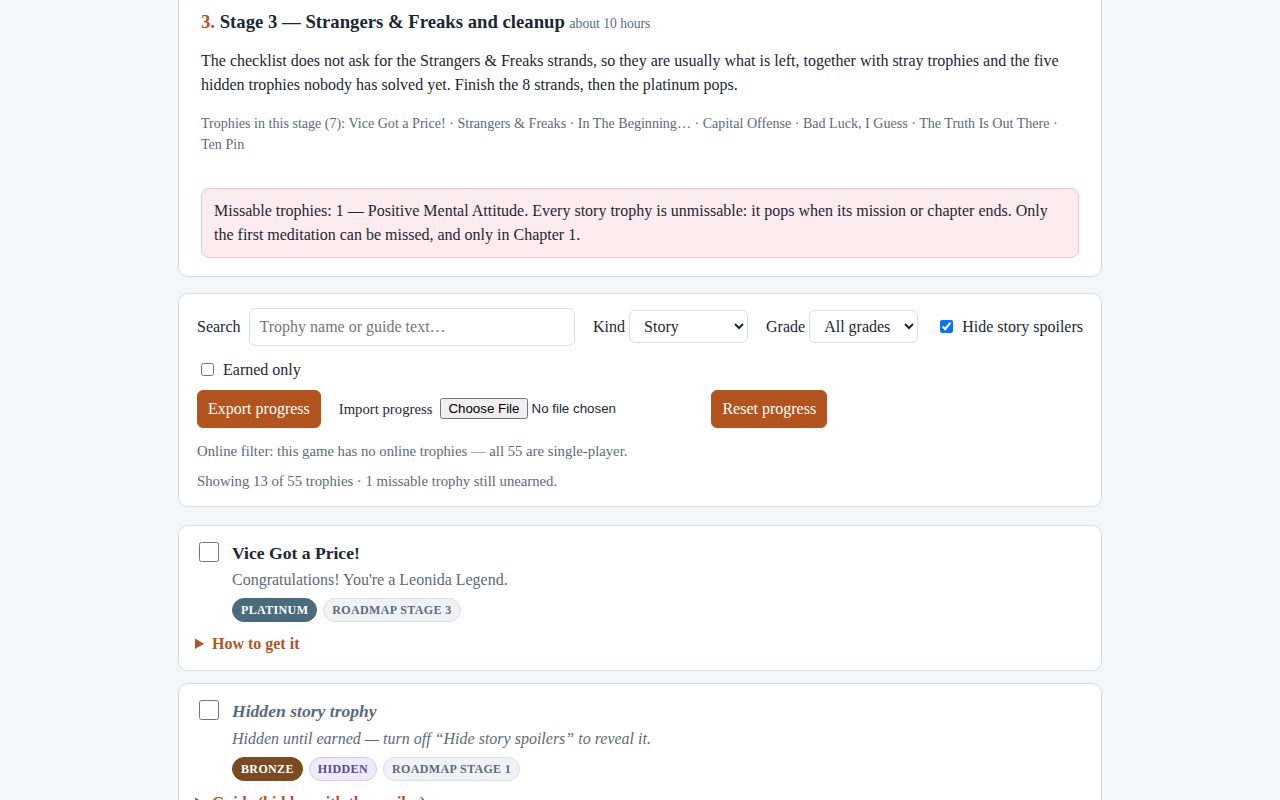 3. Stage 3 — Strangers & Freaks and cleanup about 10 hours
The checklist does not ask for the Strangers & Freaks strands, so they are usually what is left, together with stray trophies and the five
hidden trophies nobody has solved yet. Finish the 8 strands, then the platinum pops.
Trophies in this stage (7): Vice Got a Price! · Strangers & Freaks · In The Beginning… · Capital Offense · Bad Luck, I Guess · The Truth Is Out There ·
Ten Pin
Missable trophies: 1 — Positive Mental Attitude. Every story trophy is unmissable: it pops when its mission or chapter ends. Only
the first meditation can be missed, and only in Chapter 1.
Search Trophy name or guide text… Kind Story Grade All grades Hide story spoilers
Earned only
Export progress Import progress Choose File No file chosen Reset progress
Online filter: this game has no online trophies — all 55 are single-player.
Showing 13 of 55 trophies · 1 missable trophy still unearned.
Vice Got a Price!
Congratulations! You're a Leonida Legend.
PLATINUM ROADMAP STAGE 3
How to get it
Hidden story trophy
Hidden until earned — turn off “Hide story spoilers” to reveal it.
BRONZE HIDDEN ROADMAP STAGE 1